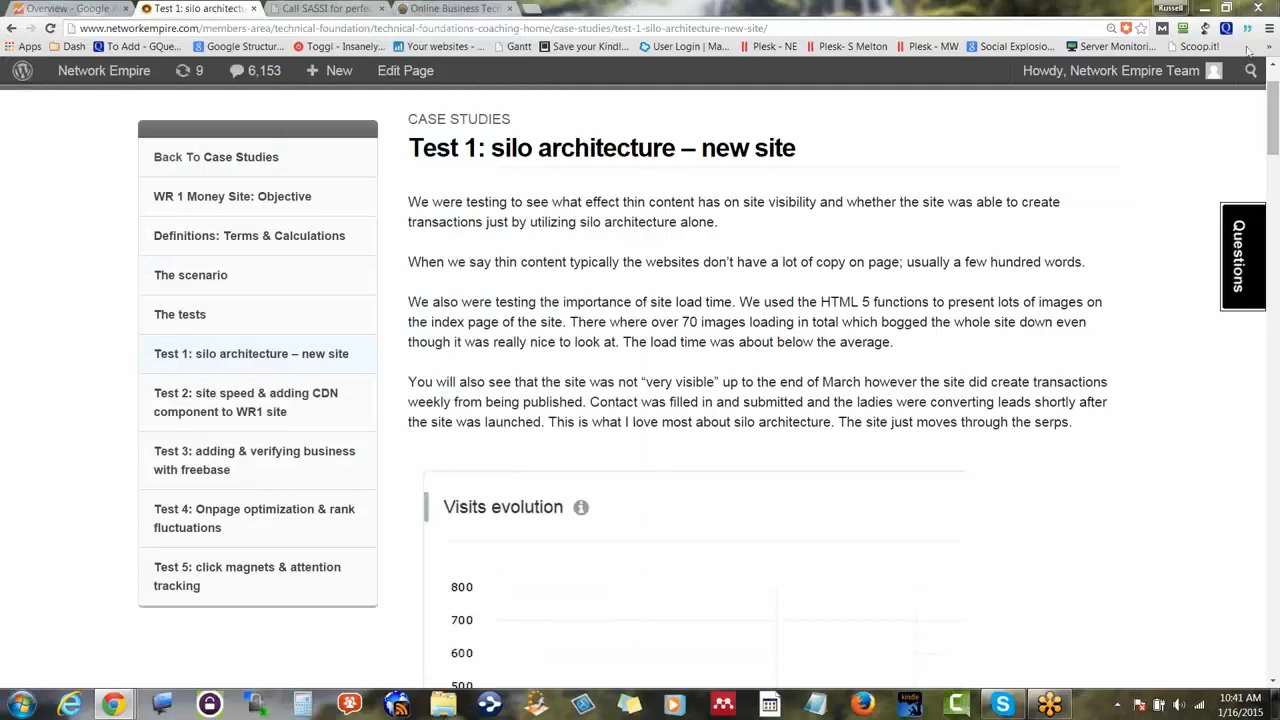 Overview - Google A
Test 1: silo architectur
Call SASSI for perfe
Online Business Tech
Russell
www.networkempire.com/members-area/technical-foundation/technical-foundations-coaching-home/case-studies/test-1-silo-architecture-new-site/
Apps Dash To Add - GQue... Google Structur... Toggl - Insanely... Your websites - ... Gantt Save your Kindl... User Login | Ma... Plesk - NE Plesk- S Melton Plesk - MW Social Explosio... Server Monitori... Scoop.it! »
Network Empire 9 6,153 + New Edit Page Howdy, Network Empire Team
Back To Case Studies
WR 1 Money Site: Objective
Definitions: Terms & Calculations
The scenario
The tests
Test 1: silo architecture – new site
Test 2: site speed & adding CDN
component to WR1 site
Test 3: adding & verifying business
with freebase
Test 4: Onpage optimization & rank
fluctuations
Test 5: click magnets & attention
tracking
CASE STUDIES
Test 1: silo architecture – new site
We were testing to see what effect thin content has on site visibility and whether the site was able to create
transactions just by utilizing silo architecture alone.
When we say thin content typically the websites don't have a lot of copy on page; usually a few hundred words.
We also were testing the importance of site load time. We used the HTML 5 functions to present lots of images on
the index page of the site. There where over 70 images loading in total which bogged the whole site down even
though it was really nice to look at. The load time was about below the average.
You will also see that the site was not “very visible” up to the end of March however the site did create transactions
weekly from being published. Contact was filled in and submitted and the ladies were converting leads shortly after
the site was launched. This is what I love most about silo architecture. The site just moves through the serps.
Visits evolution
800
700
600
500
Questions
kindle
10:41 AM
1/16/2015